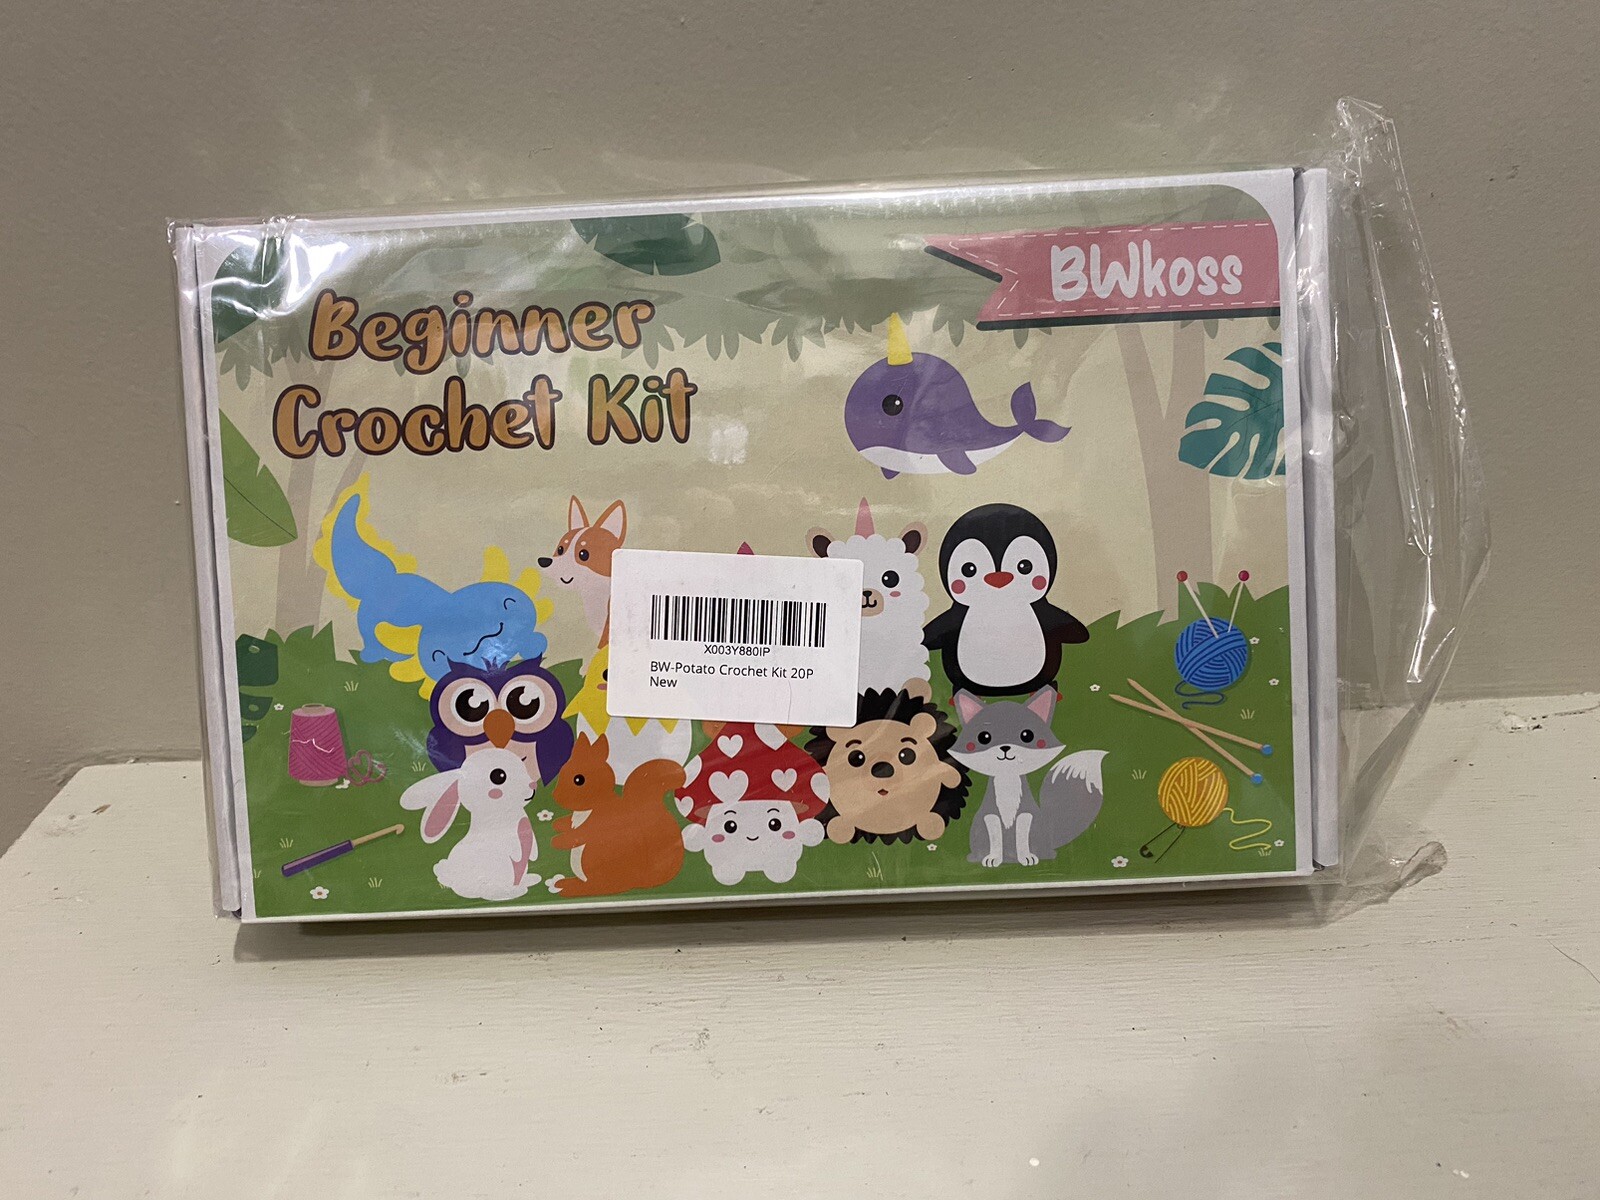 BWkoss
Beginner
Crochet Kit
X003Y880IP
BW-Potato Crochet Kit 20P
New